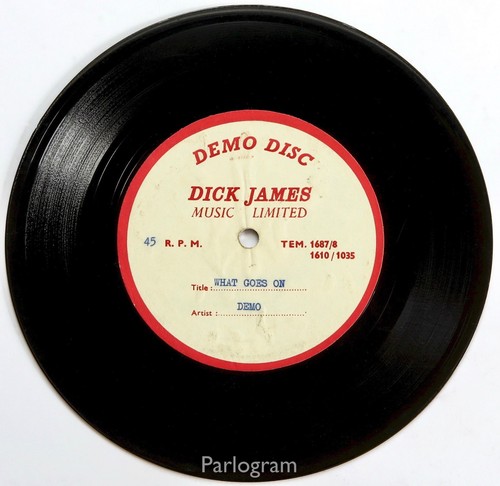 DEMO DISC
DICK JAMES
MUSIC LIMITED
45 R. P. M. TEM. 1687/8
1610/1035
Title :WHAT GOES ON
DEMO
Artist :
Parlogram